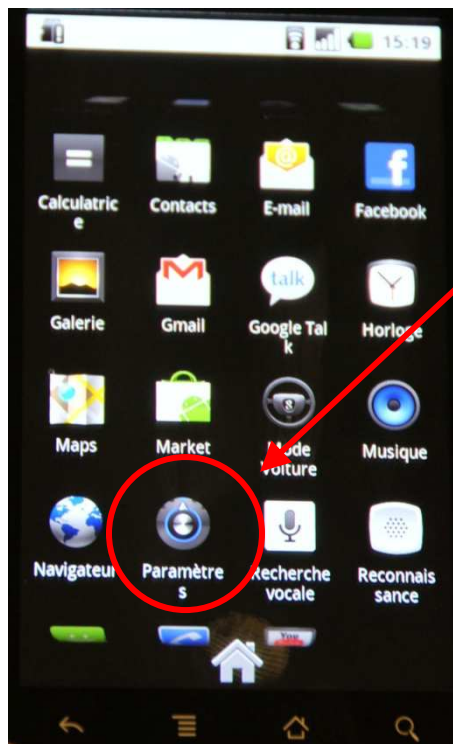 15:19
Calculatric
e
Contacts
E-mail
Facebook
Galerie
Gmail
talk
Google Tal
k
Horloge
Maps
Market
Mode
Voiture
Musique
Navigateur
Paramètre
s
Recherche
vocale
Reconnais
sance
You